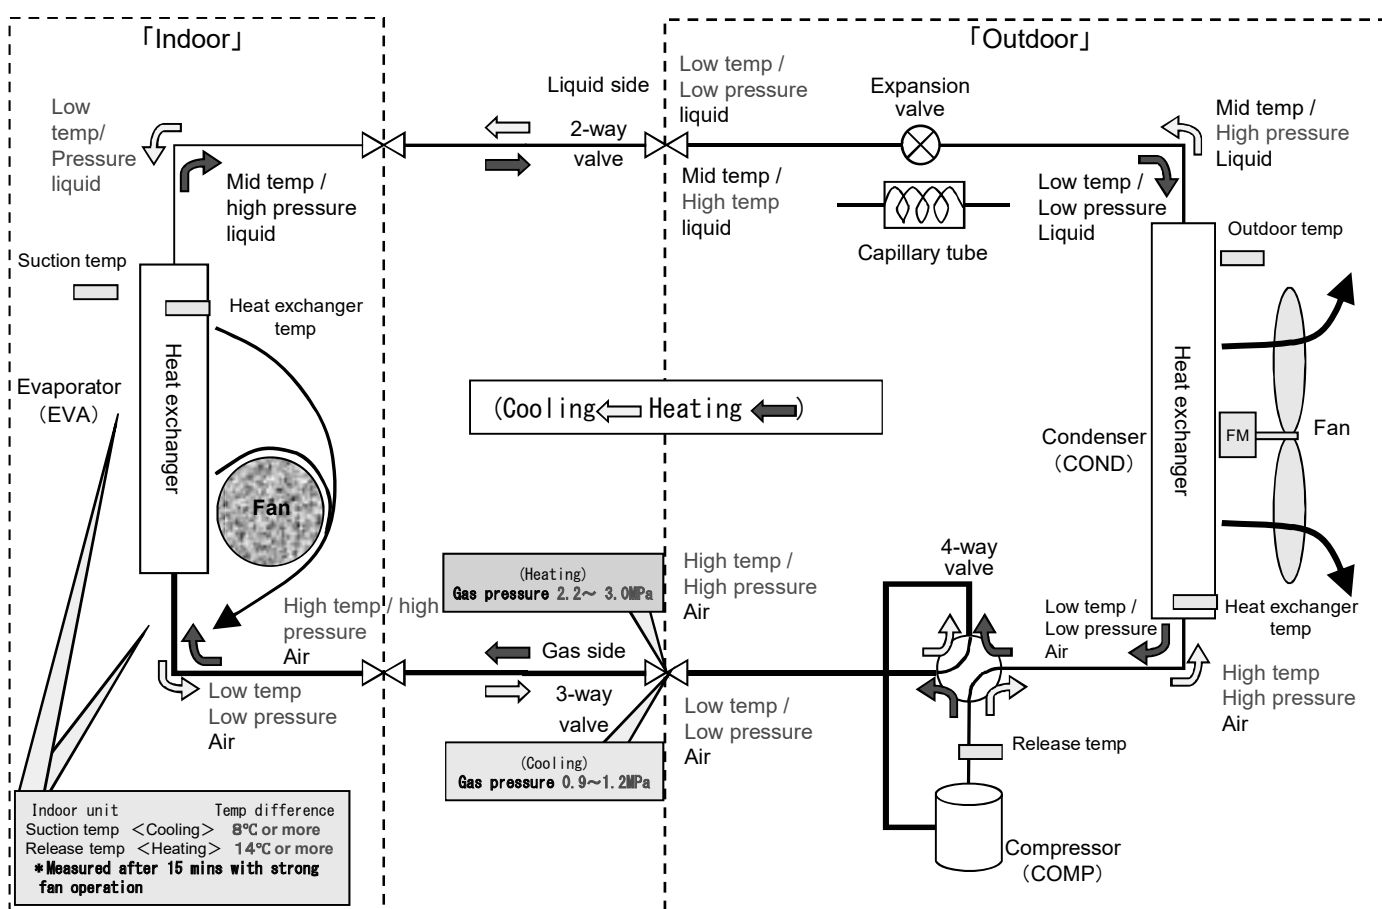 「Indoor」
「Outdoor」
Low
temp/
Pressure
liquid
Mid temp /
high pressure
liquid
Liquid side
2-way
valve
Low temp /
Low pressure
liquid
Mid temp /
High temp
liquid
Expansion
valve
Capillary tube
Low temp /
Low pressure
Liquid
Mid temp /
High pressure
Liquid
Outdoor temp
Suction temp
Heat exchanger
temp
Heat exchanger
Evaporator
（EVA）
Fan
(Cooling Heating )
Condenser
（COND）
Heat exchanger
FM
Fan
Heat exchanger
temp
4-way
valve
(Heating)
Gas pressure 2.2～ 3.0MPa
High temp /
High pressure
Air
Low temp /
Low pressure
Air
High temp / high
pressure
Air
Gas side
3-way
valve
Low temp
Low pressure
Air
Low temp /
Low pressure
Air
High temp
High pressure
Air
(Cooling)
Gas pressure 0.9～1.2MPa
Release temp
Compressor
（COMP）
Indoor unit Temp difference
Suction temp ＜Cooling＞ 8℃ or more
Release temp ＜Heating＞ 14℃ or more
＊Measured after 15 mins with strong
fan operation